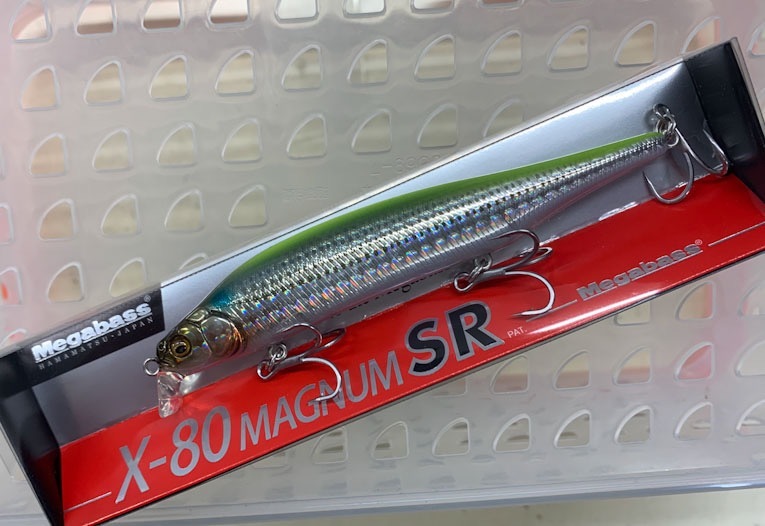 Megabass®
HAMAMATSU・JAPAN
X-80 MAGNUM SR
PAT.
Megabass®